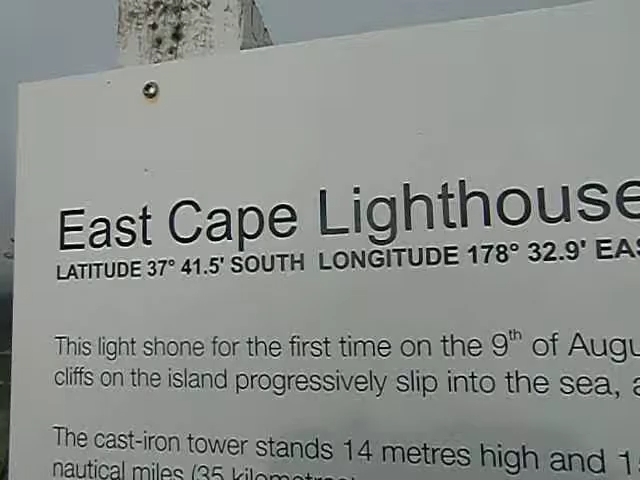 East Cape Lighthouse
LATITUDE 37° 41.5' SOUTH LONGITUDE 178° 32.9' EAS
This light shone for the first time on the 9th of Augu
cliffs on the island progressively slip into the sea, a
The cast-iron tower stands 14 metres high and 1
nautical miles (35 kilometres)